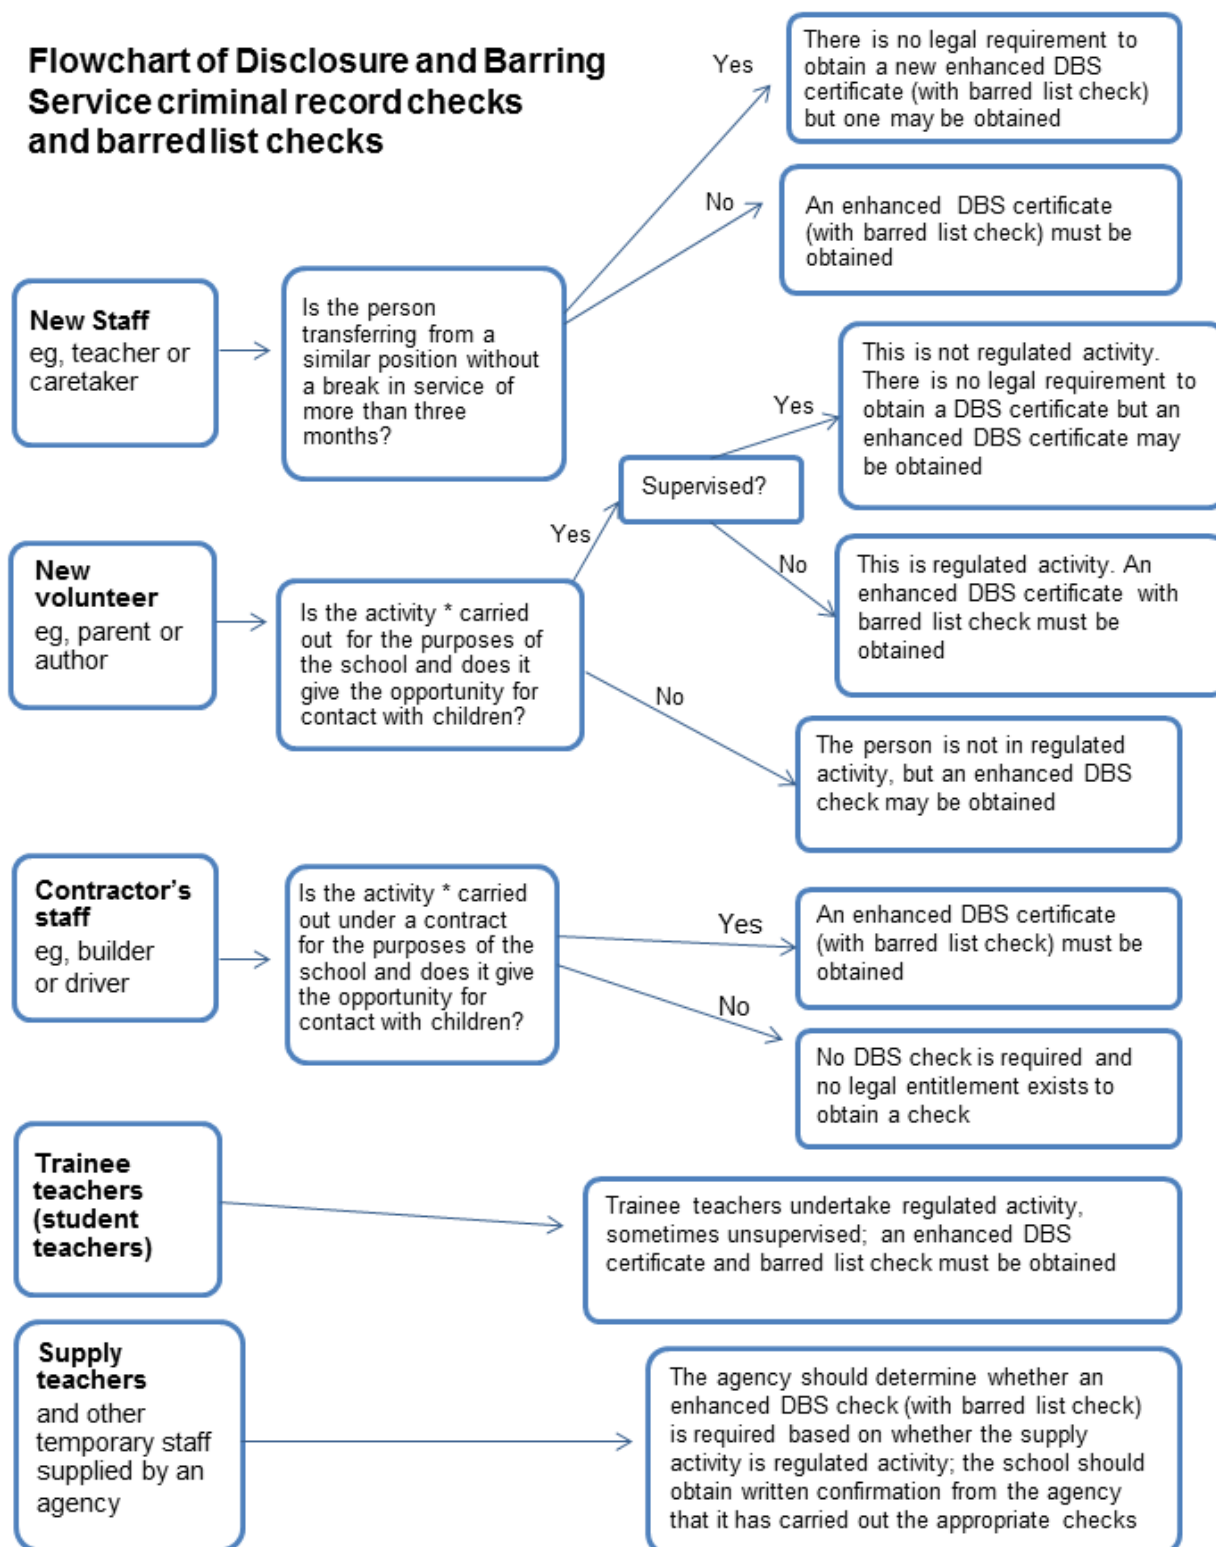 Flowchart of Disclosure and Barring
Service criminal record checks
and barred list checks
Yes
There is no legal requirement to
obtain a new enhanced DBS
certificate (with barred list check)
but one may be obtained
No
An enhanced DBS certificate
(with barred list check) must be
obtained
New Staff
eg, teacher or
caretaker
Is the person
transferring from a
similar position without
a break in service of
more than three
months?
New
volunteer
eg, parent or
author
Is the activity * carried
out for the purposes of
the school and does it
give the opportunity for
contact with children?
Yes
Supervised?
Yes
This is not regulated activity.
There is no legal requirement to
obtain a DBS certificate but an
enhanced DBS certificate may
be obtained
No
This is regulated activity. An
enhanced DBS certificate with
barred list check must be
obtained
No
The person is not in regulated
activity, but an enhanced DBS
check may be obtained
Contractor's
staff
eg, builder
or driver
Is the activity * carried
out under a contract
for the purposes of the
school and does it give
the opportunity for
contact with children?
Yes
An enhanced DBS certificate
(with barred list check) must be
obtained
No
No DBS check is required and
no legal entitlement exists to
obtain a check
Trainee
teachers
(student
teachers)
Trainee teachers undertake regulated activity,
sometimes unsupervised; an enhanced DBS
certificate and barred list check must be obtained
Supply
teachers
and other
temporary staff
supplied by an
agency
The agency should determine whether an
enhanced DBS check (with barred list check)
is required based on whether the supply
activity is regulated activity; the school should
obtain written confirmation from the agency
that it has carried out the appropriate checks